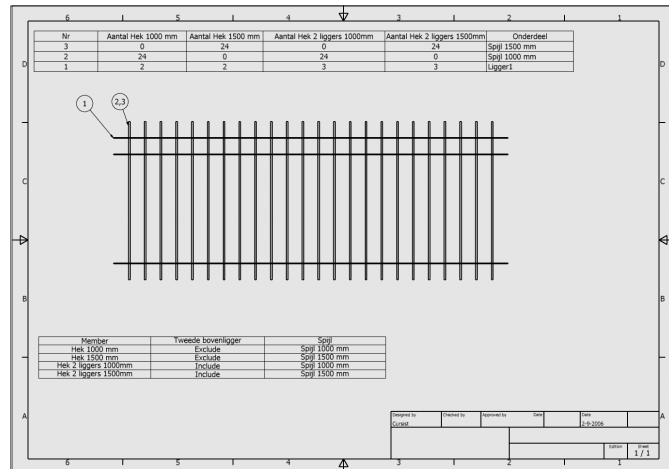 6 5 4 3 2 1
Nr Aantal Hek 1000 mm Aantal Hek 1500 mm Aantal Hek 2 liggers 1000mm Aantal Hek 2 liggers 1500mm Onderdeel
3 0 24 0 24 Spijl 1500 mm
2 24 0 24 0 Spijl 1000 mm
1 2 2 3 3 Ligger1
D D
1 2,3
C C
B B
Member Tweede bovenligger Spijl
Hek 1000 mm Exclude Spijl 1000 mm
Hek 1500 mm Exclude Spijl 1500 mm
Hek 2 liggers 1000mm Include Spijl 1000 mm
Hek 2 liggers 1500mm Include Spijl 1500 mm
A A
Designed by Checked by Approved by Date Date
Cursist 2-9-2006
Edition Sheet
1 / 1
6 5 4 3 2 1